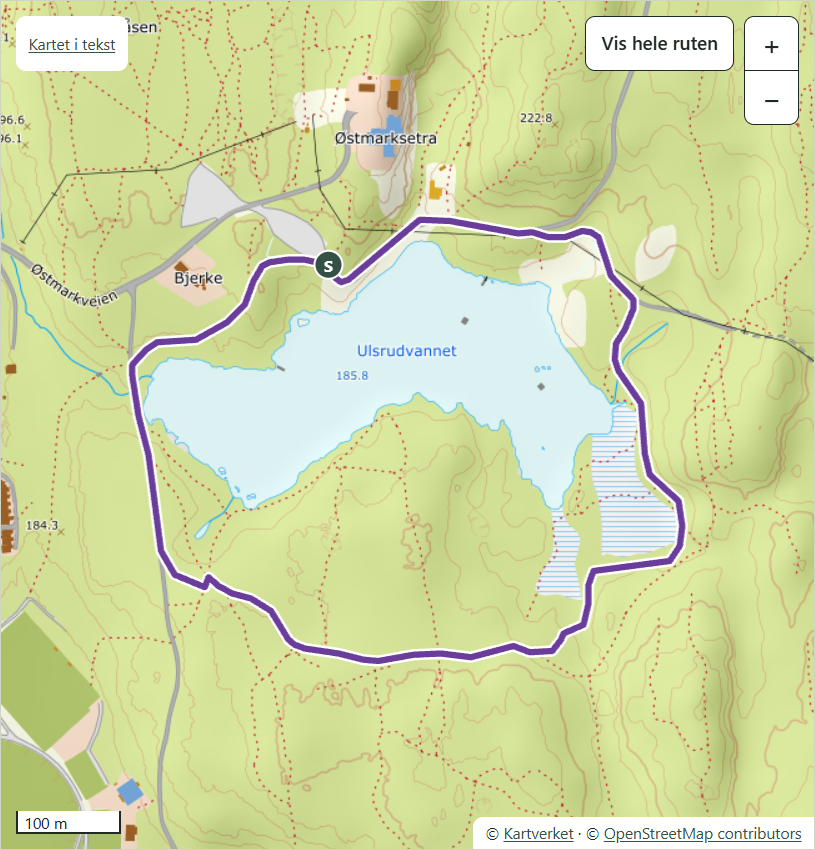 åsen
Kartet i tekst
Vis hele ruten
+
−
96.6
96.1
222.8
Østmarksetra
Bjerke
Østmarkveien
Ulsrudvannet
185.8
S
184.3
100 m
© Kartverket · © OpenStreetMap contributors